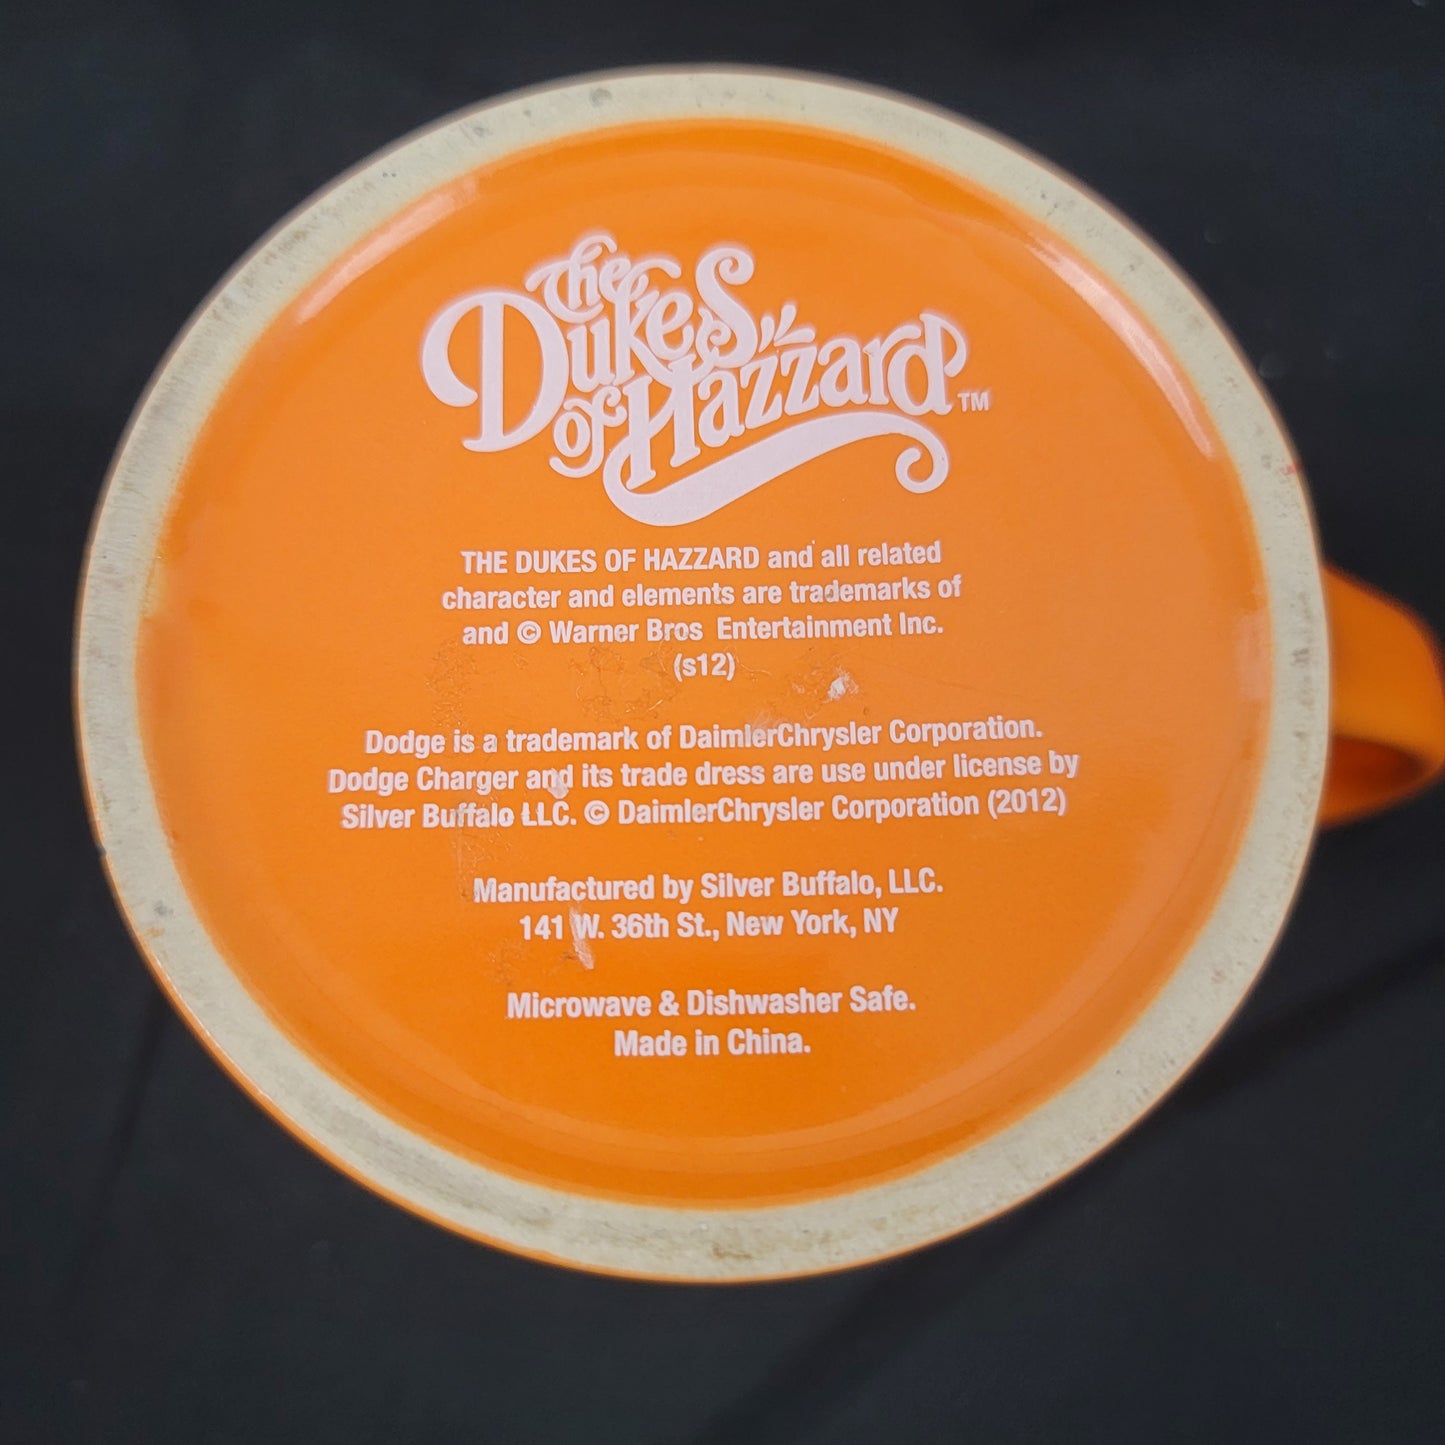 The
Dukes
of Hazzard™
THE DUKES OF HAZZARD and all related
character and elements are trademarks of
and © Warner Bros Entertainment Inc.
(s12)
Dodge is a trademark of DaimlerChrysler Corporation.
Dodge Charger and its trade dress are use under license by
Silver Buffalo LLC. © DaimlerChrysler Corporation (2012)
Manufactured by Silver Buffalo, LLC.
141 W. 36th St., New York, NY
Microwave & Dishwasher Safe.
Made in China.